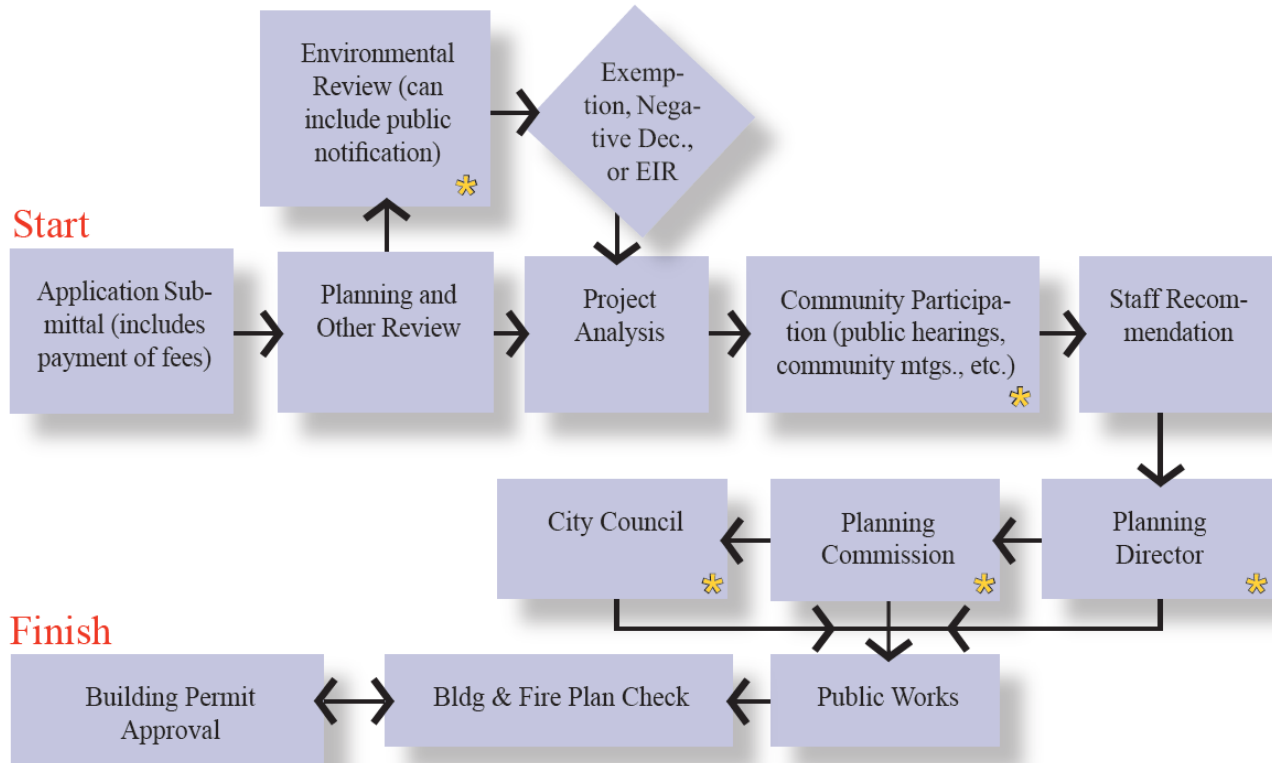 Environmental
Review (can
include public
notification)
*
Exemp-
tion, Nega-
tive Dec.,
or EIR
Start
Application Sub-
mittal (includes
payment of fees)
Planning and
Other Review
Project
Analysis
Community Participa-
tion (public hearings,
community mtgs., etc.)
*
Staff Recom-
mendation
City Council
*
Planning
Commission
*
Planning
Director
*
Finish
Building Permit
Approval
Bldg & Fire Plan Check
Public Works